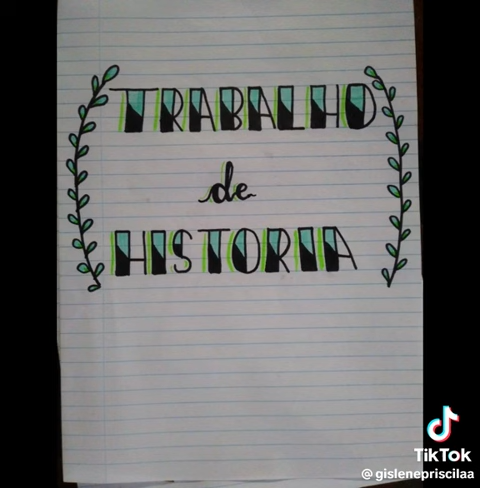 TRABALHO
de
HISTORIA
TikTok
@gislenepriscilaa